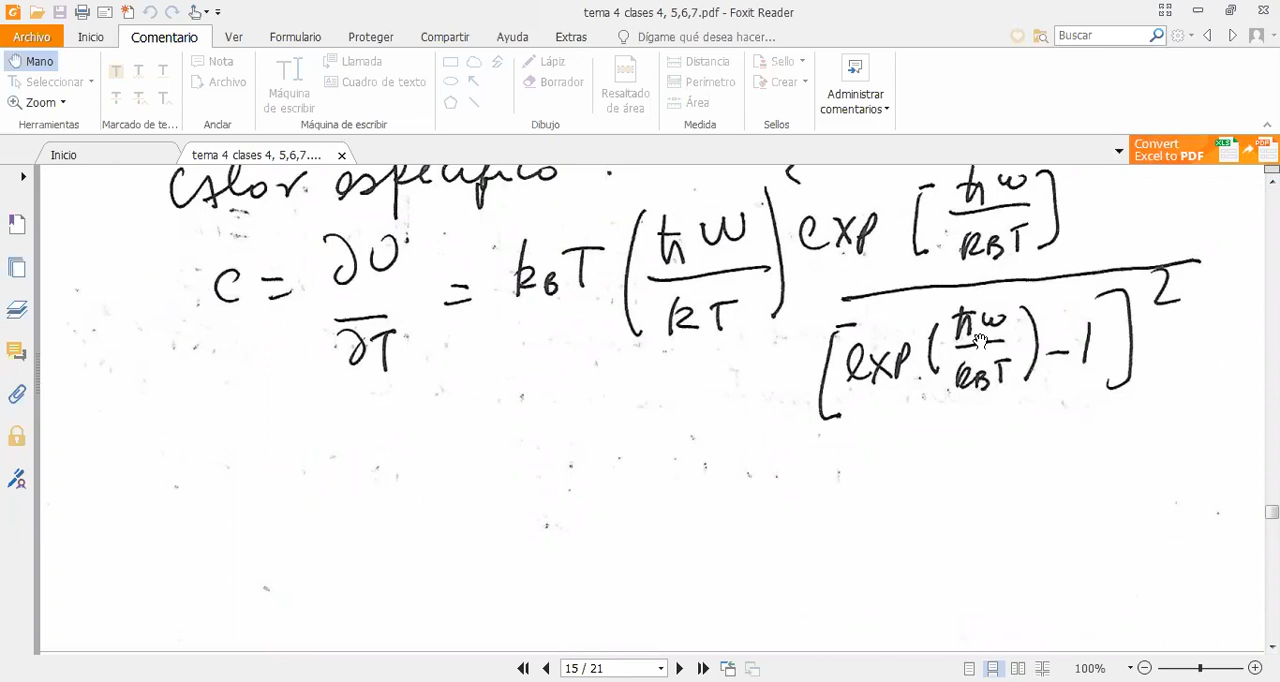 tema 4 clases 4, 5,6,7.pdf - Foxit Reader
Archivo Inicio Comentario Ver Formulario Proteger Compartir Ayuda Extras Dígame qué desea hacer... Buscar
Mano Nota Llamada Lápiz Distancia Sello
Seleccionar Archivo Máquina de escribir Cuadro de texto Borrador Resaltado de área Perímetro Crear Administrar comentarios
Zoom Área
Herramientas Marcado de te... Anclar Máquina de escribir Dibujo Medida Sellos
Inicio tema 4 clases 4, 5,6,7.... Convert Excel to PDF
Calor específico :
c = ∂U/∂T = k_B T (ħω/kT) exp [ħω/k_B T] / [exp (ħω/k_B T) - 1]^2
15 / 21 100%